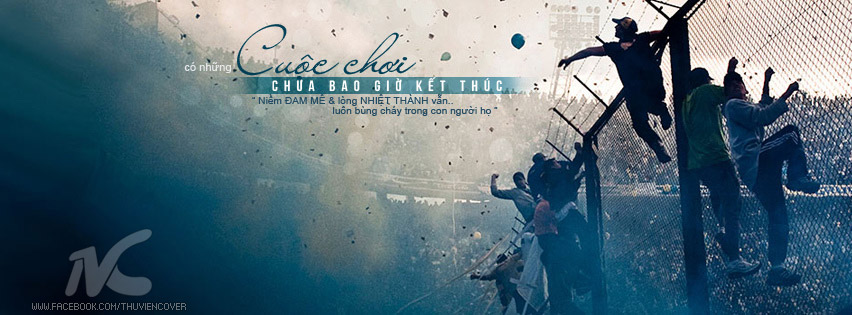 có những Cuộc chơi
CHƯA BAO GIỜ KẾT THÚC
" Niềm ĐAM MÊ & lòng NHIỆT THÀNH vẫn..
luôn bùng cháy trong con người họ "
WWW.FACEBOOK.COM/THUVIENCOVER